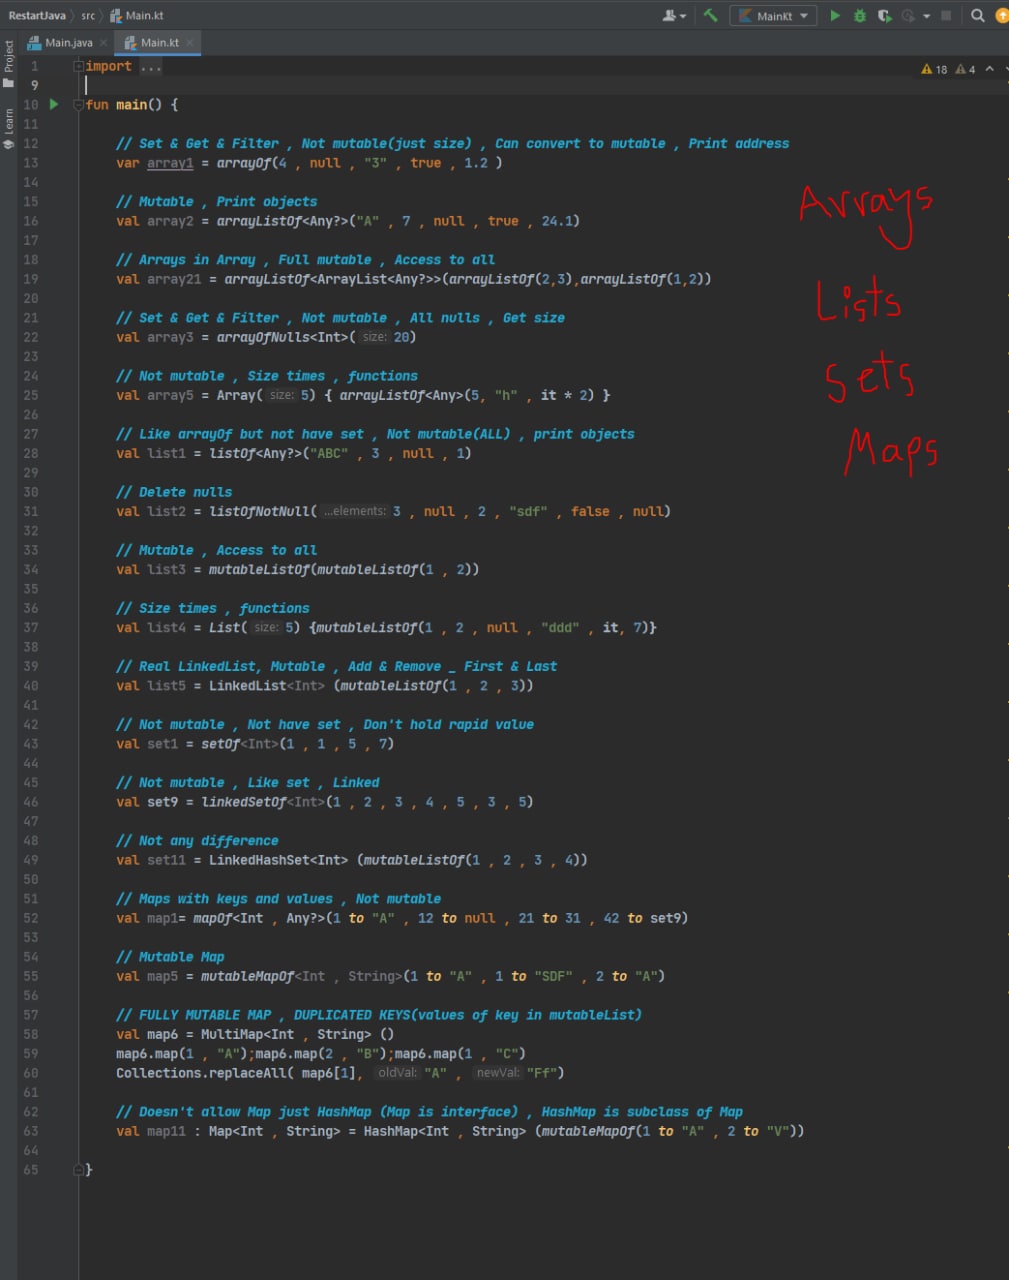 RestartJava src Main.kt MainKt
Main.java Main.kt
Project
Learn
1 import ... 18 4
9
10 fun main() {
11
12 // Set & Get & Filter , Not mutable(just size) , Can convert to mutable , Print address
13 var array1 = arrayOf(4 , null , "3" , true , 1.2 )
14
15 // Mutable , Print objects
16 val array2 = arrayListOf<Any?>("A" , 7 , null , true , 24.1)
17
18 // Arrays in Array , Full mutable , Access to all
19 val array21 = arrayListOf<ArrayList<Any?>>(arrayListOf(2,3),arrayListOf(1,2))
20
21 // Set & Get & Filter , Not mutable , All nulls , Get size
22 val array3 = arrayOfNulls<Int>( size: 20)
23
24 // Not mutable , Size times , functions
25 val array5 = Array( size: 5) { arrayListOf<Any>(5, "h" , it * 2) }
26
27 // Like arrayOf but not have set , Not mutable(ALL) , print objects
28 val list1 = listOf<Any?>("ABC" , 3 , null , 1)
29
30 // Delete nulls
31 val list2 = listOfNotNull( ...elements: 3 , null , 2 , "sdf" , false , null)
32
33 // Mutable , Access to all
34 val list3 = mutableListOf(mutableListOf(1 , 2))
35
36 // Size times , functions
37 val list4 = List( size: 5) {mutableListOf(1 , 2 , null , "ddd" , it, 7)}
38
39 // Real LinkedList, Mutable , Add & Remove _ First & Last
40 val list5 = LinkedList<Int> (mutableListOf(1 , 2 , 3))
41
42 // Not mutable , Not have set , Don't hold rapid value
43 val set1 = setOf<Int>(1 , 1 , 5 , 7)
44
45 // Not mutable , Like set , Linked
46 val set9 = linkedSetOf<Int>(1 , 2 , 3 , 4 , 5 , 3 , 5)
47
48 // Not any difference
49 val set11 = LinkedHashSet<Int> (mutableListOf(1 , 2 , 3 , 4))
50
51 // Maps with keys and values , Not mutable
52 val map1= mapOf<Int , Any?>(1 to "A" , 12 to null , 21 to 31 , 42 to set9)
53
54 // Mutable Map
55 val map5 = mutableMapOf<Int , String>(1 to "A" , 1 to "SDF" , 2 to "A")
56
57 // FULLY MUTABLE MAP , DUPLICATED KEYS(values of key in mutableList)
58 val map6 = MultiMap<Int , String> ()
59 map6.map(1 , "A");map6.map(2 , "B");map6.map(1 , "C")
60 Collections.replaceAll( map6[1], oldVal: "A" , newVal: "Ff")
61
62 // Doesn't allow Map just HashMap (Map is interface) , HashMap is subclass of Map
63 val map11 : Map<Int , String> = HashMap<Int , String> (mutableMapOf(1 to "A" , 2 to "V"))
64
65 }
Arrays
Lists
Sets
Maps